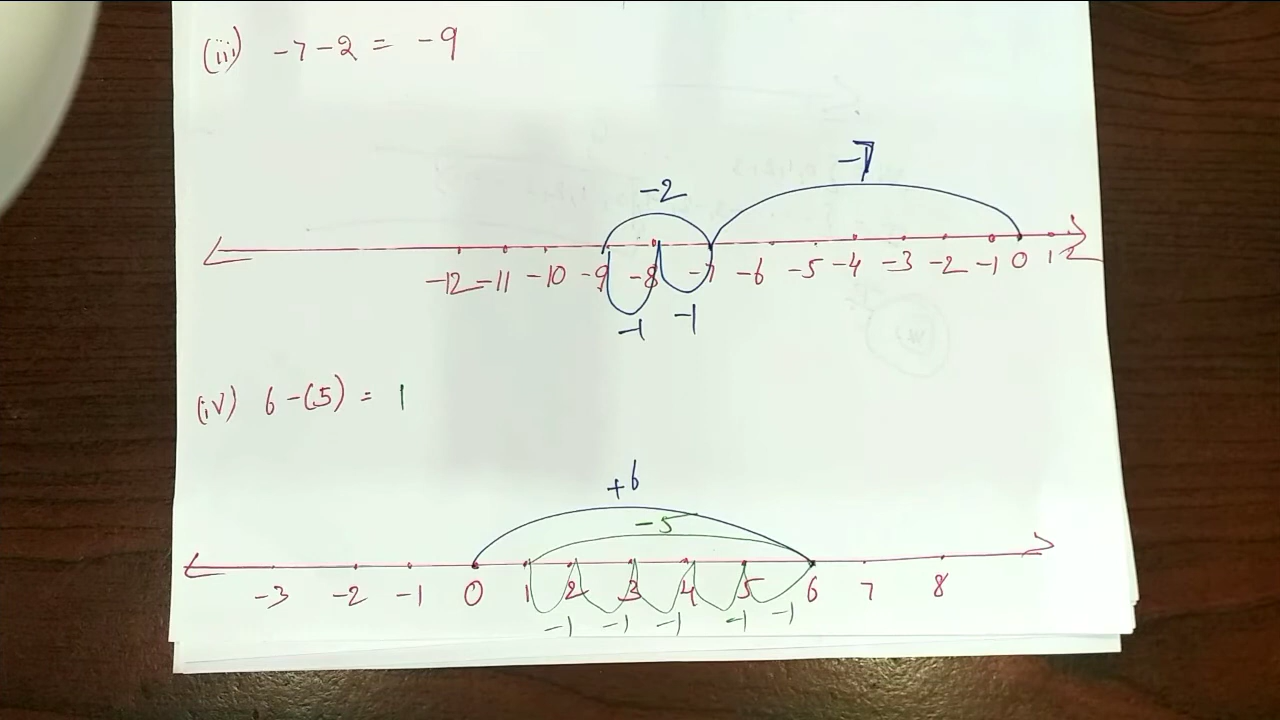 (iii) -7-2 = -9
-7
-2
-12 -11 -10 -9 -8 -7 -6 -5 -4 -3 -2 -1 0 1 2
-1 -1
(iv) 6-(5) = 1
+6
-5
-3 -2 -1 0 1 2 3 4 5 6 7 8
-1 -1 -1 -1 -1